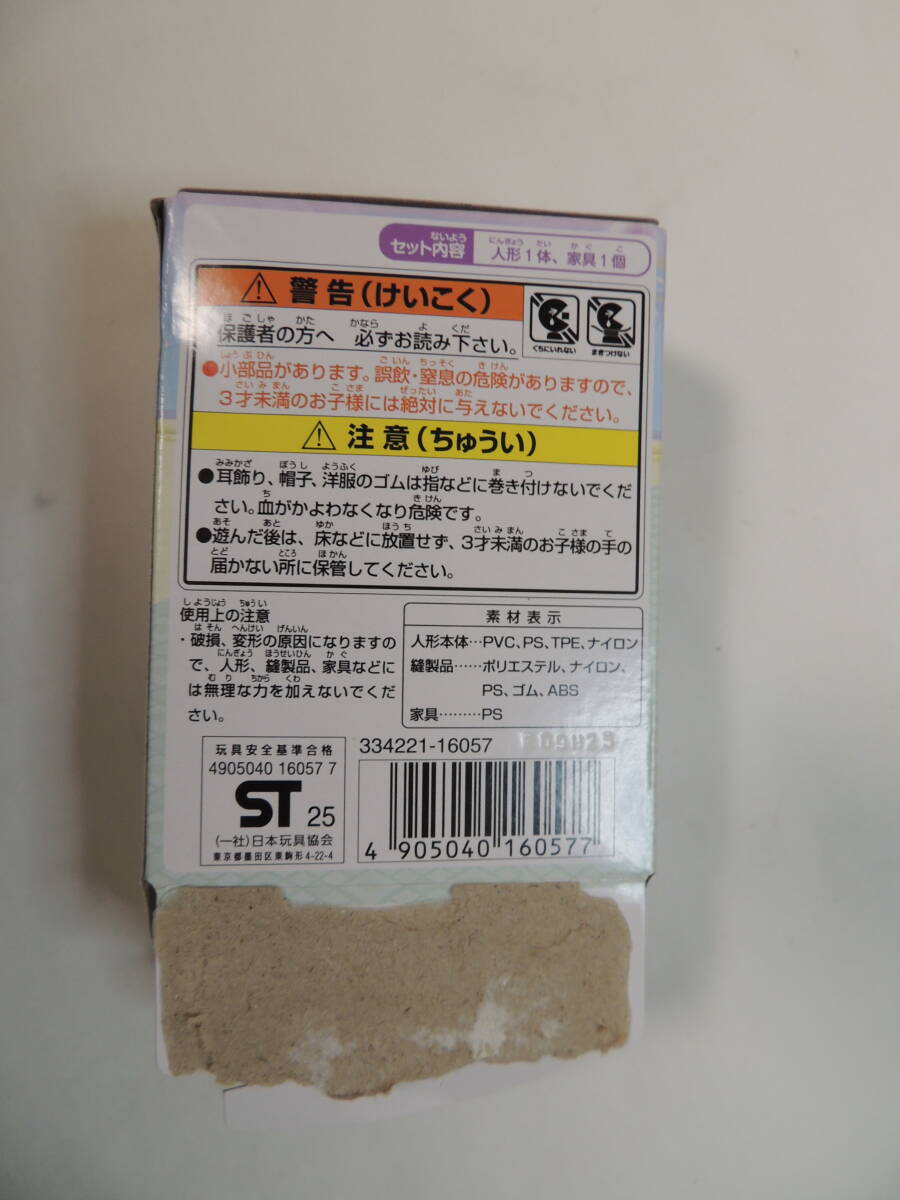 セット内容 人形1体、家具1個
⚠ 警告(けいこく)
くちにいれない まきつけない
保護者の方へ 必ずお読み下さい。
●小部品があります。誤飲・窒息の危険がありますので、
3才未満のお子様には絶対に与えないでください。
⚠ 注意(ちゅうい)
●耳飾り、帽子、洋服のゴムは指などに巻き付けないでくだ
さい。血がかよわなくなり危険です。
●遊んだ後は、床などに放置せず、3才未満のお子様の手の
届かない所に保管してください。
使用上の注意
・破損、変形の原因になりますの
で、人形、縫製品、家具などに
は無理な力を加えないでくだ
さい。
素材表示
人形本体…PVC、PS、TPE、ナイロン
縫製品……ポリエステル、ナイロン、
PS、ゴム、ABS
家具………PS
玩具安全基準合格
4905040 16057 7
ST 25
(一社)日本玩具協会
東京都墨田区東駒形4-22-4
334221-16057
4 905040 160577